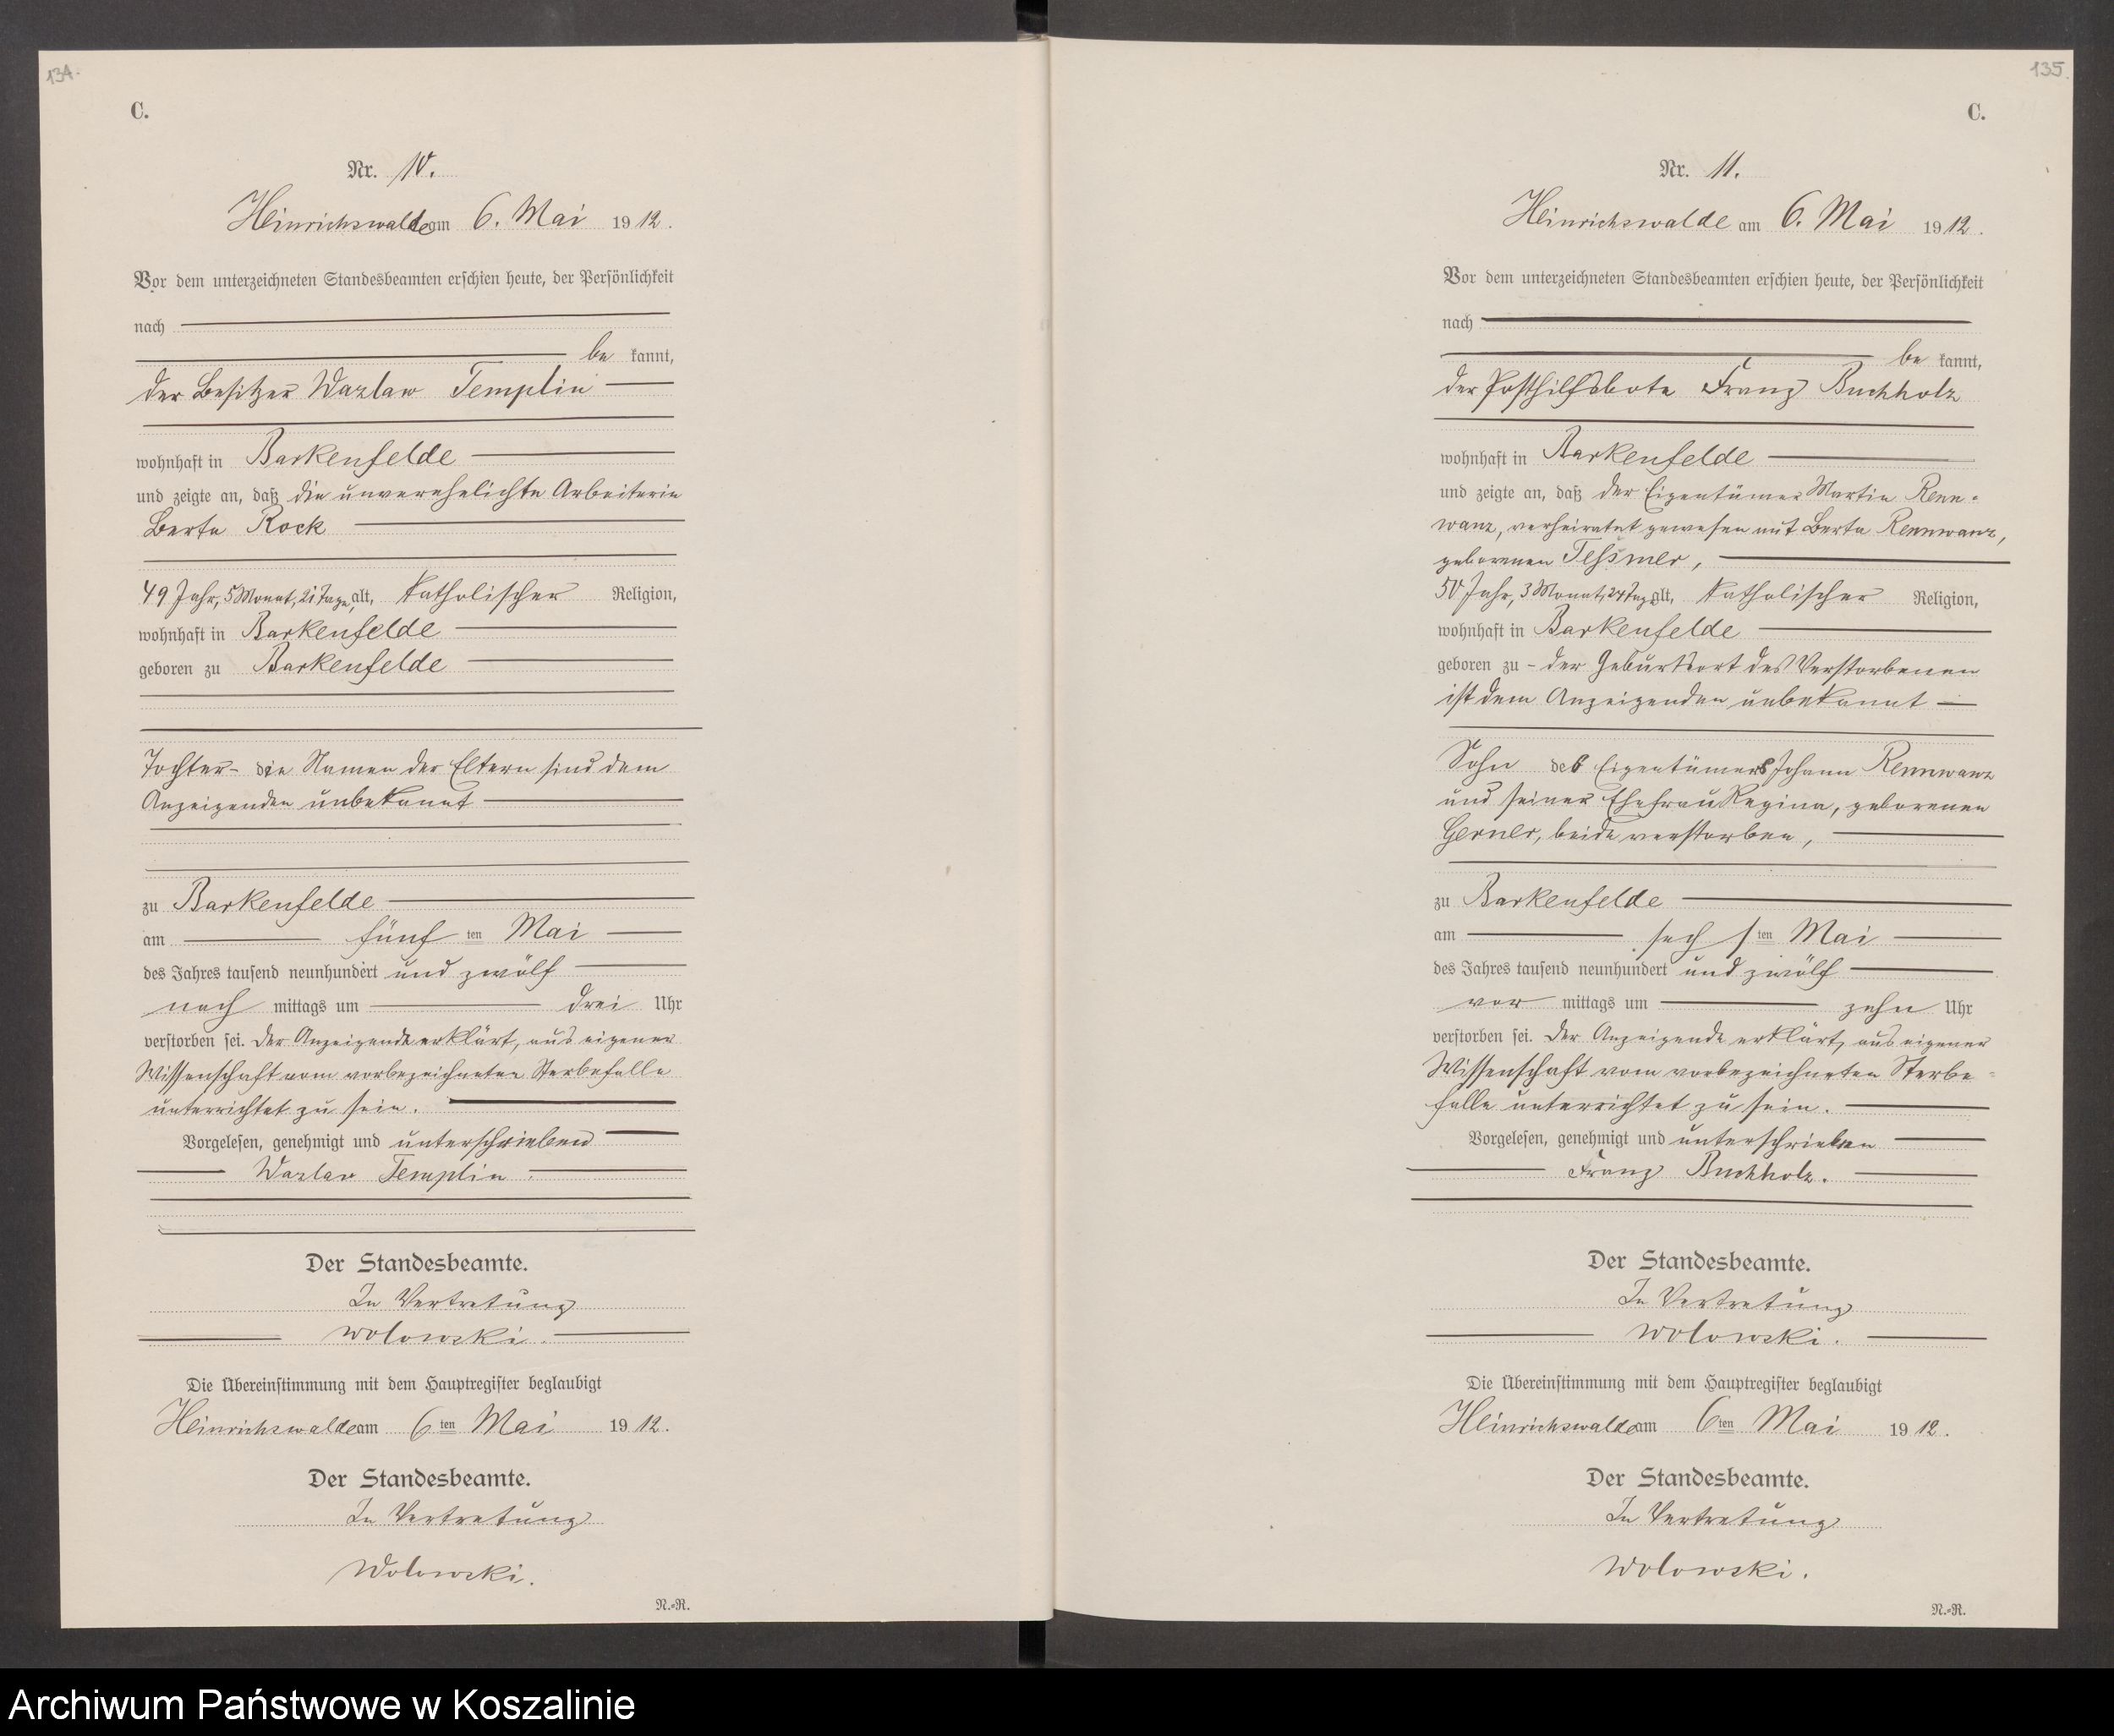 134.
C.
Nr. 10.
Heinrichswalde am 6. Mai 1912.
Vor dem unterzeichneten Standesbeamten erschien heute, der Persönlichkeit
nach
be kannt,
der Besitzer Wazlaw Templin
wohnhaft in Barkenfelde
und zeigte an, daß die unverehelichte Arbeiterin
Berta Rock
49 Jahr, 5 Monat, 21 Tage alt, katholischer Religion,
wohnhaft in Barkenfelde
geboren zu Barkenfelde
Tochter - die Namen der Eltern sind dem
Anzeigenden unbekannt
zu Barkenfelde
am fünf ten Mai
des Jahres tausend neunhundert und zwölf
nach mittags um drei Uhr
verstorben sei. Der Anzeigende erklärt, aus eigener
Wissenschaft vom vorbezeichneten Sterbefalle
unterrichtet zu sein.
Vorgelesen, genehmigt und unterschrieben
Wazlaw Templin.
Der Standesbeamte.
In Vertretung
Wolowski.
Die Übereinstimmung mit dem Hauptregister beglaubigt
Heinrichswalde am 6ten Mai 1912.
Der Standesbeamte.
In Vertretung
Wolowski.
N.-R.
135.
C.
Nr. 11.
Heinrichswalde am 6. Mai 1912.
Vor dem unterzeichneten Standesbeamten erschien heute, der Persönlichkeit
nach
be kannt,
der Posthilfsbote Franz Buchholz
wohnhaft in Barkenfelde
und zeigte an, daß der Eigentümer Martin Renn-
wanz, verheiratet gewesen mit Berta Rennwanz,
geborenen Tessmer,
50 Jahr, 3 Monat, 24 Tag alt, katholischer Religion,
wohnhaft in Barkenfelde
geboren zu - der Geburtsort des Verstorbenen
ist dem Anzeigenden unbekannt -
Sohn des Eigentümers Johann Rennwanz
und seiner Ehefrau Regina, geborenen
Gerner, beide verstorben,
zu Barkenfelde
am sechsten Mai
des Jahres tausend neunhundert und zwölf
vor mittags um zehn Uhr
verstorben sei. Der Anzeigende erklärt, aus eigener
Wissenschaft vom vorbezeichneten Sterbe-
falle unterrichtet zu sein.
Vorgelesen, genehmigt und unterschrieben
Franz Buchholz.
Der Standesbeamte.
In Vertretung
Wolowski.
Die Übereinstimmung mit dem Hauptregister beglaubigt
Heinrichswalde am 6ten Mai 1912.
Der Standesbeamte.
In Vertretung
Wolowski.
N.-R.
Archiwum Państwowe w Koszalinie